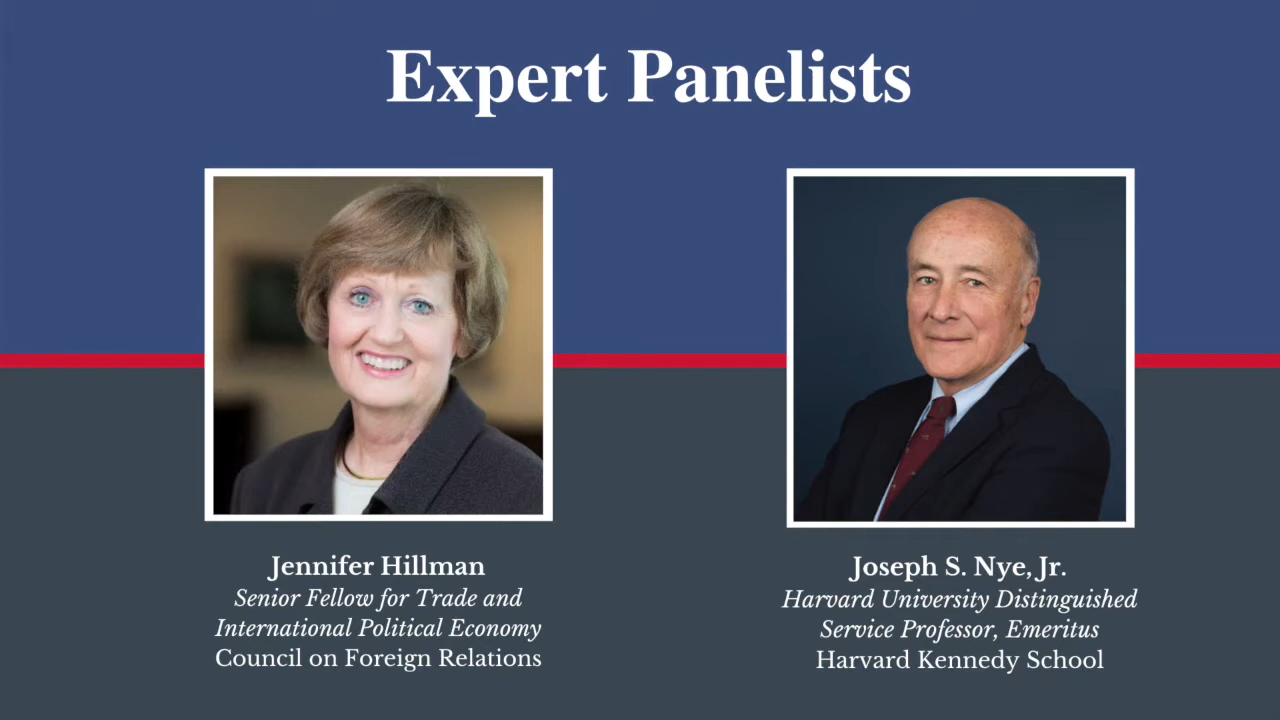 Expert Panelists
Jennifer Hillman
Senior Fellow for Trade and
International Political Economy
Council on Foreign Relations
Joseph S. Nye, Jr.
Harvard University Distinguished
Service Professor, Emeritus
Harvard Kennedy School